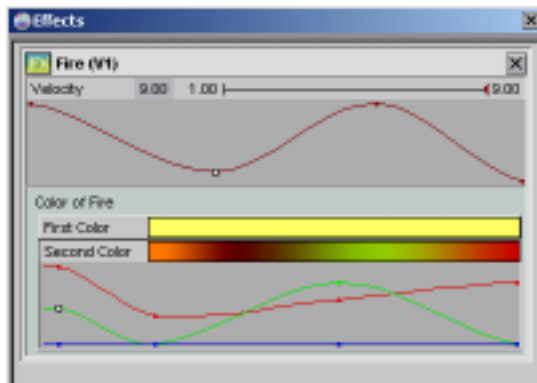 Effects
Fire (V1)
Velocity 9.00 1.00 9.00
Color of Fire
First Color
Second Color